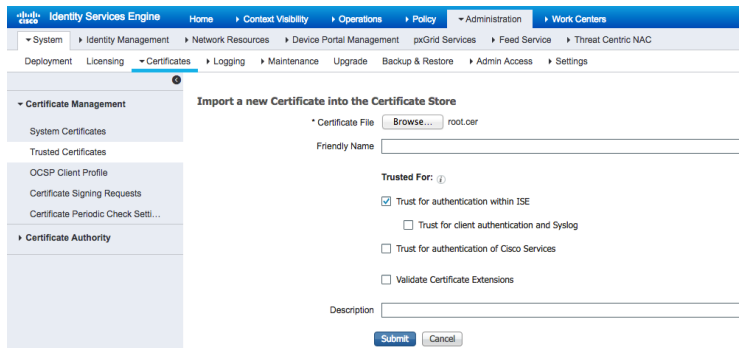 cisco Identity Services Engine Home Context Visibility Operations Policy Administration Work Centers
System Identity Management Network Resources Device Portal Management pxGrid Services Feed Service Threat Centric NAC
Deployment Licensing Certificates Logging Maintenance Upgrade Backup & Restore Admin Access Settings
Certificate Management
System Certificates
Trusted Certificates
OCSP Client Profile
Certificate Signing Requests
Certificate Periodic Check Setti...
Certificate Authority
Import a new Certificate into the Certificate Store
* Certificate File Browse... root.cer
Friendly Name
Trusted For: i
Trust for authentication within ISE
Trust for client authentication and Syslog
Trust for authentication of Cisco Services
Validate Certificate Extensions
Description
Submit Cancel